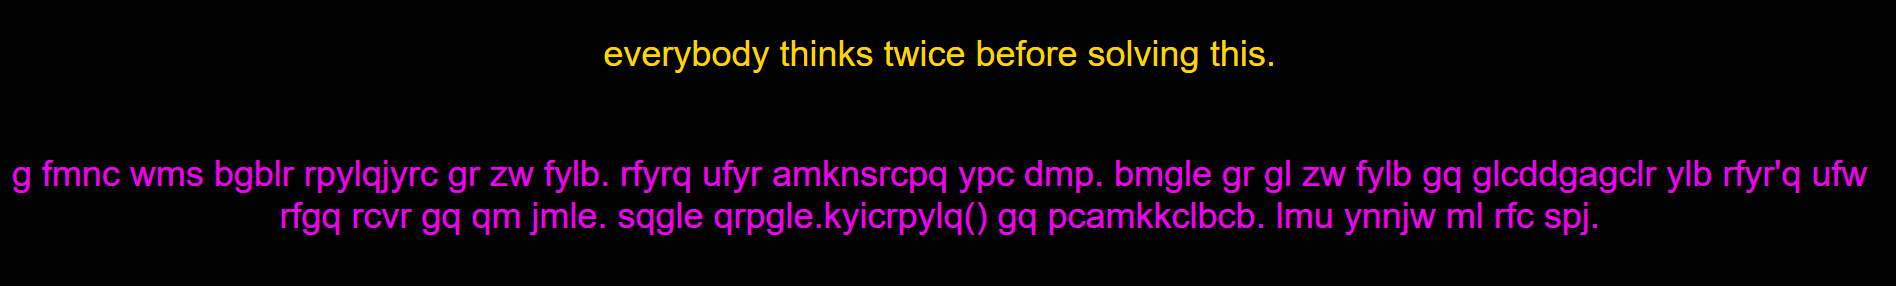 everybody thinks twice before solving this.
g fmnc wms bgblr rpylqjyrc gr zw fylb. rfyrq ufyr amknsrcpq ypc dmp. bmgle gr gl zw fylb gq glcddgagclr ylb rfyr'q ufw
rfgq rcvr gq qm jmle. sqgle qrpgle.kyicrpylq() gq pcamkkclbcb. lmu ynnjw ml rfc spj.